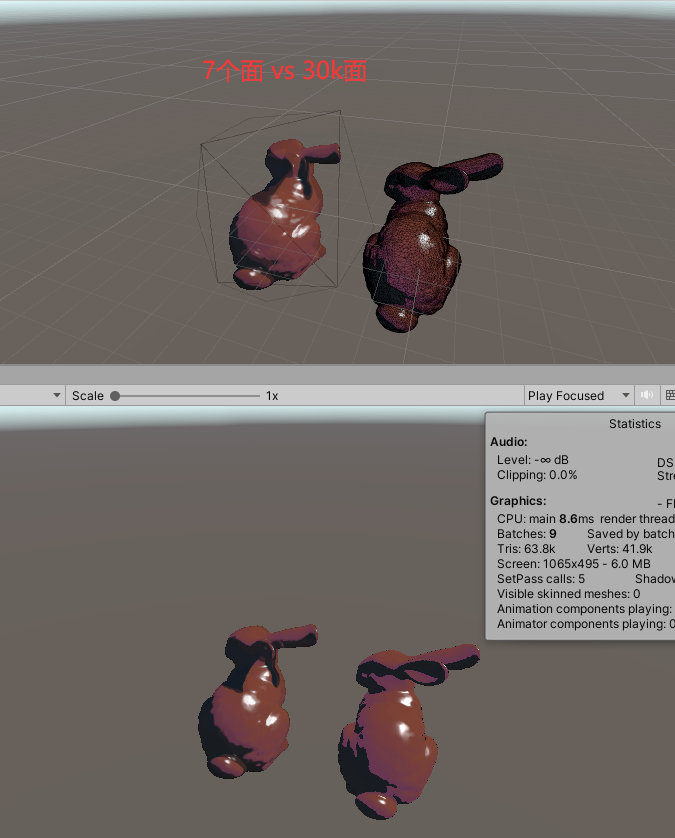 7个面 vs 30k面
Scale 1x Play Focused
Statistics
Audio:
Level: -∞ dB DS
Clipping: 0.0% Stre
Graphics: - F
CPU: main 8.6ms render thread
Batches: 9 Saved by batch
Tris: 63.8k Verts: 41.9k
Screen: 1065x495 - 6.0 MB
SetPass calls: 5 Shadow
Visible skinned meshes: 0
Animation components playing:
Animator components playing: 0